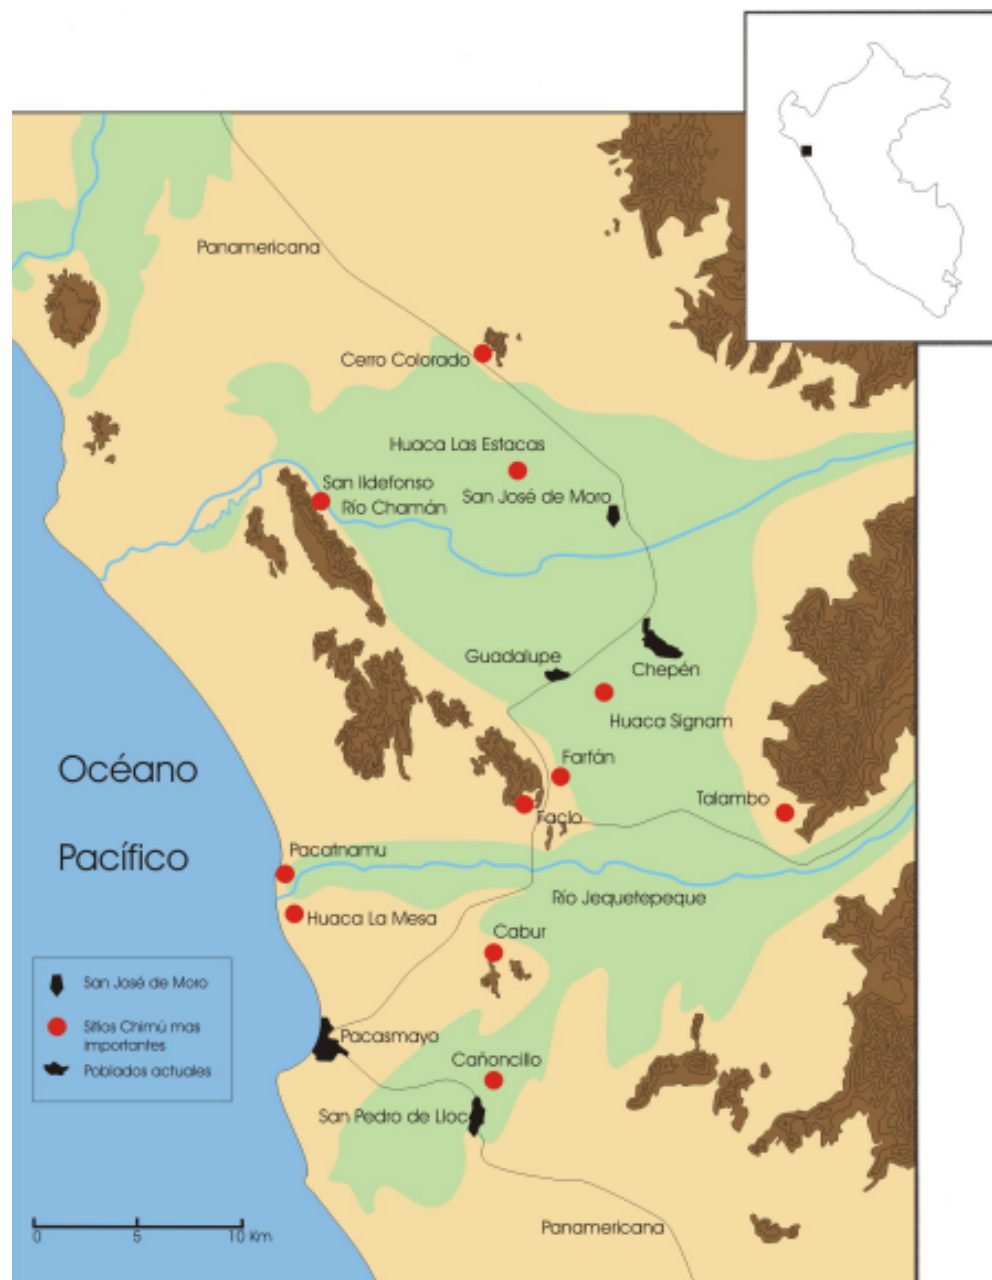 Panamericana
Cerro Colorado
Huaca Las Estacas
San Ildefonso
San José de Moro
Río Chamán
Guadalupe
Chepén
Huaca Signam
Farfán
Océano
Talambo
Faclo
Pacífico
Pacatnamu
Río Jequetepeque
Huaca La Mesa
Cabur
San José de Moro
Sitios Chimú mas
importantes
Poblados actuales
Pacasmayo
Cañoncillo
San Pedro de Lloc
Panamericana
0 5 10 Km